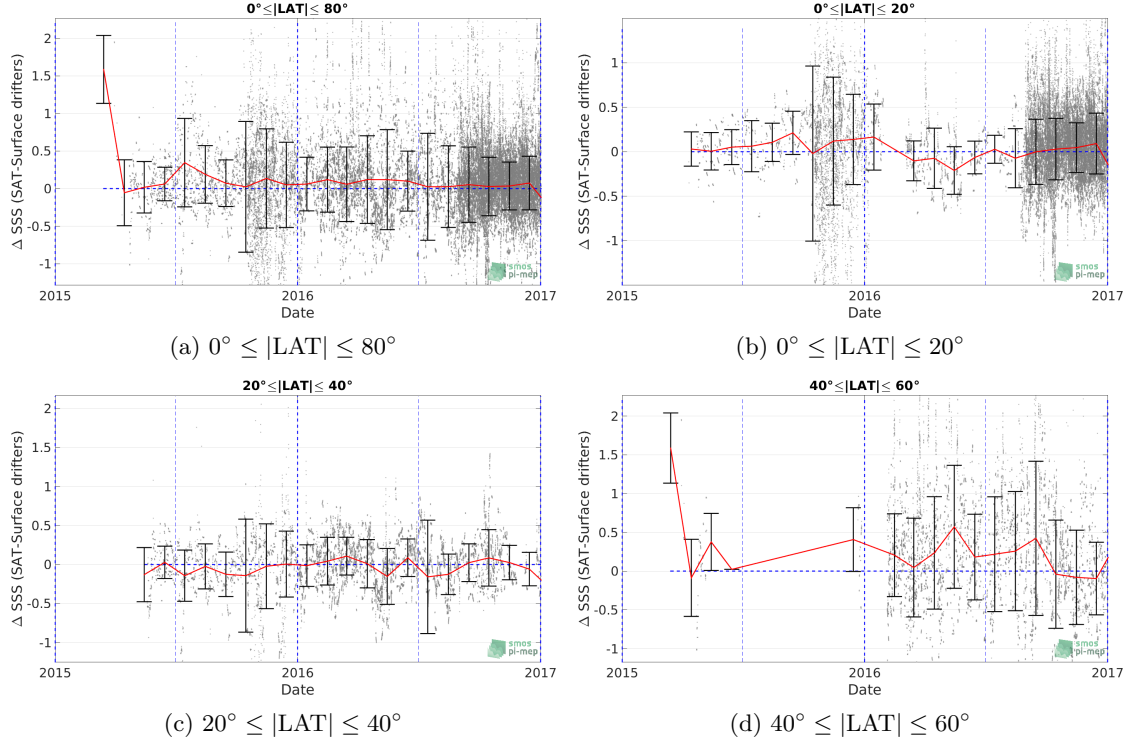 0°≤|LAT|≤ 80°
Δ SSS (SAT-Surface drifters)
2
1.5
1
0.5
0
-0.5
-1
2015
2016
2017
Date
smos
pi-mep
(a) 0° ≤ |LAT| ≤ 80°
0°≤|LAT|≤ 20°
Δ SSS (SAT-Surface drifters)
1
0.5
0
-0.5
-1
2015
2016
2017
Date
smos
pi-mep
(b) 0° ≤ |LAT| ≤ 20°
20°≤|LAT|≤ 40°
Δ SSS (SAT-Surface drifters)
2
1.5
1
0.5
0
-0.5
-1
2015
2016
2017
Date
smos
pi-mep
(c) 20° ≤ |LAT| ≤ 40°
40°≤|LAT|≤ 60°
Δ SSS (SAT-Surface drifters)
2
1.5
1
0.5
0
-0.5
-1
2015
2016
2017
Date
smos
pi-mep
(d) 40° ≤ |LAT| ≤ 60°